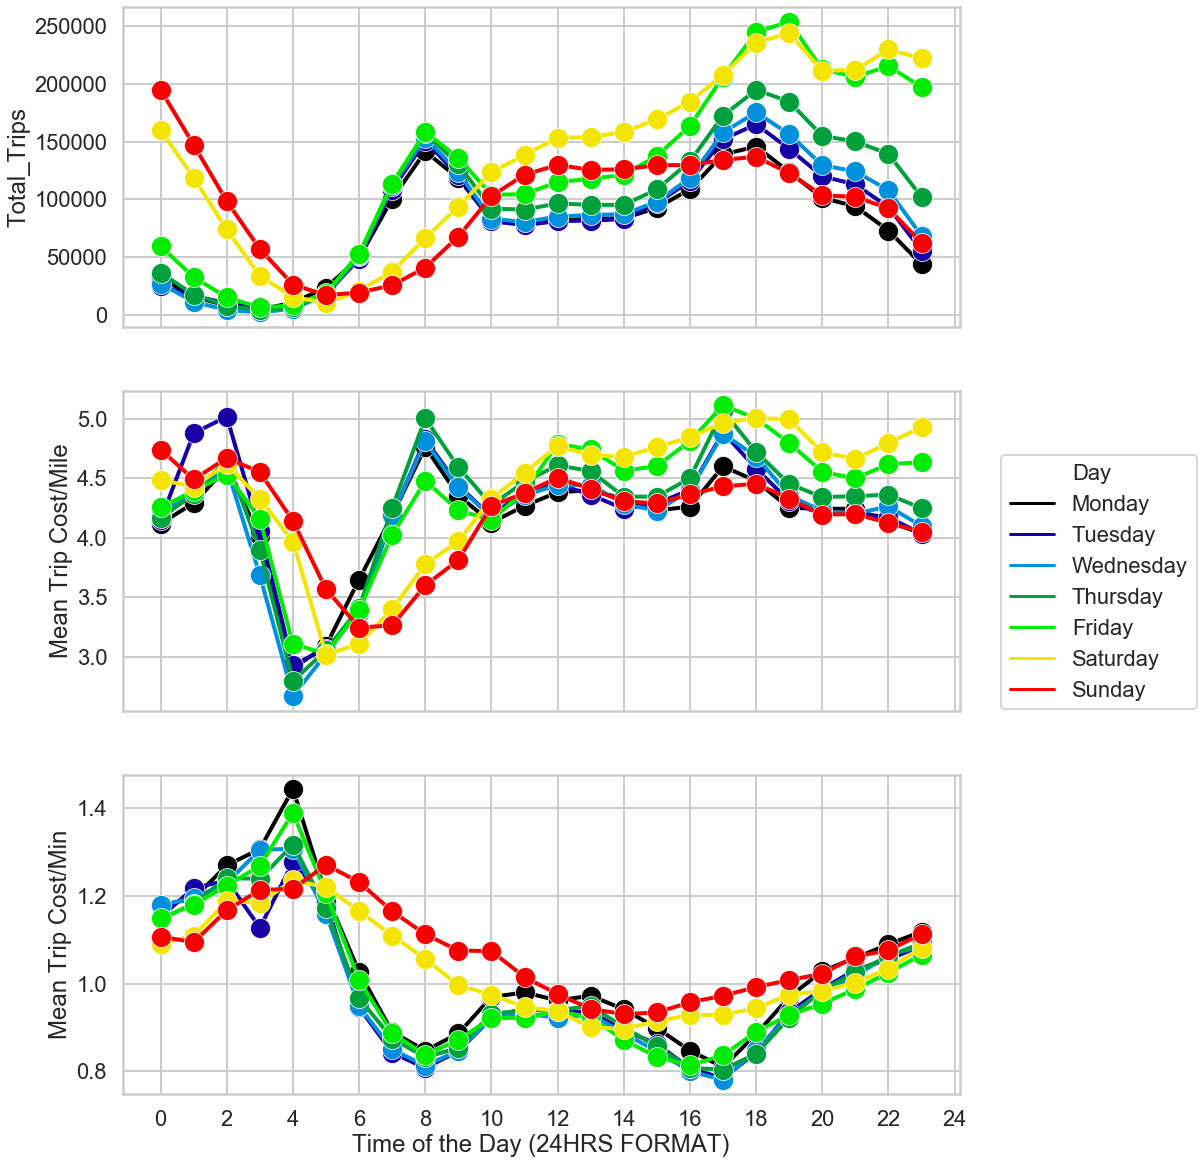 250000
200000
150000
100000
50000
0
Total_Trips
5.0
4.5
4.0
3.5
3.0
Mean Trip Cost/Mile
Day
Monday
Tuesday
Wednesday
Thursday
Friday
Saturday
Sunday
1.4
1.2
1.0
0.8
Mean Trip Cost/Min
0 2 4 6 8 10 12 14 16 18 20 22 24
Time of the Day (24HRS FORMAT)